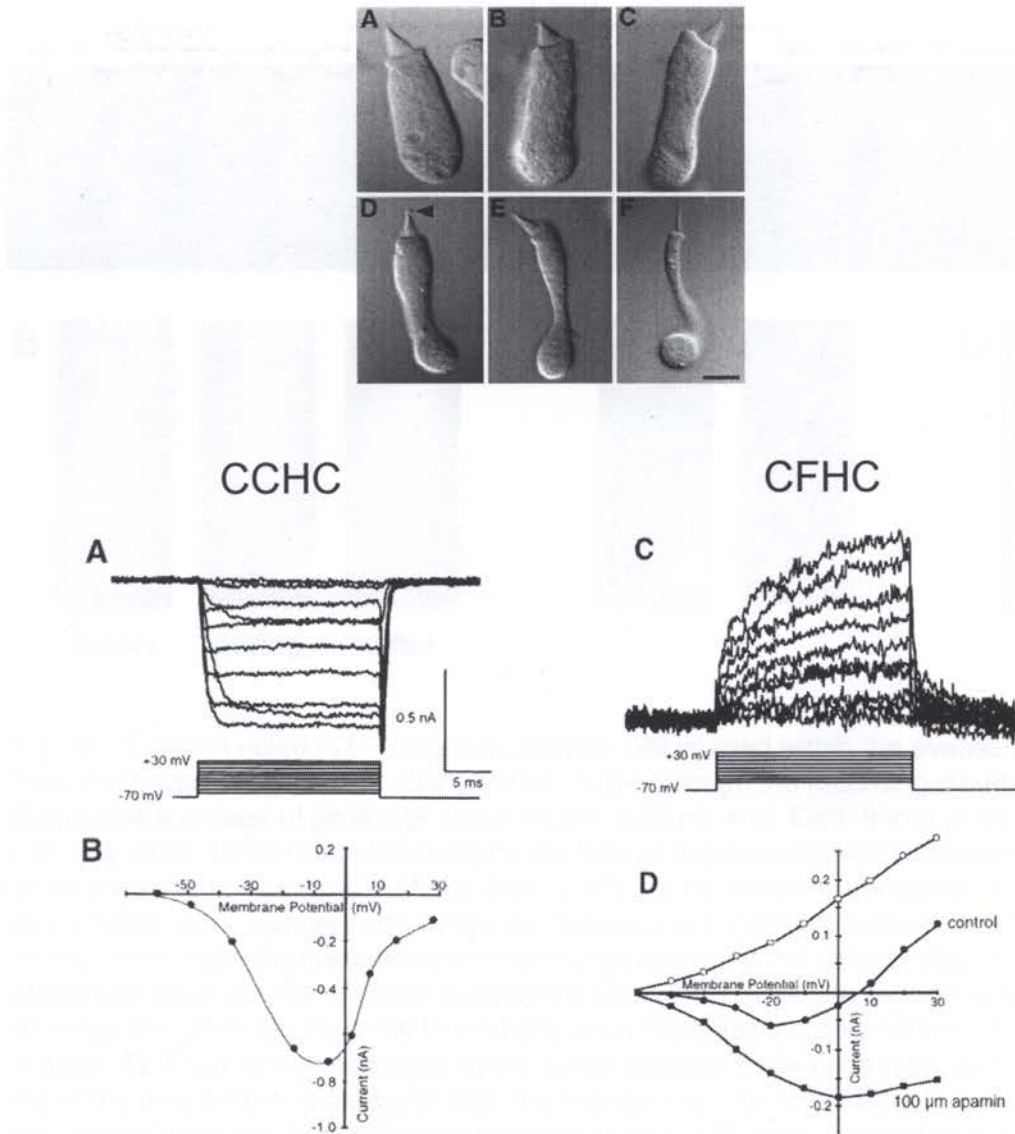 A B C
D E F
CCHC CFHC
A
C
0.5 nA
5 ms
+30 mV
-70 mV
+30 mV
-70 mV
B
0.2
-50 -30 -10 10 30
Membrane Potential (mV)
-0.2
-0.4
-0.6
-0.8
-1.0
Current (nA)
D
0.2
0.1
control
Membrane Potential (mV)
-20 10 30
-0.1
-0.2
Current (nA)
100 μm apamin